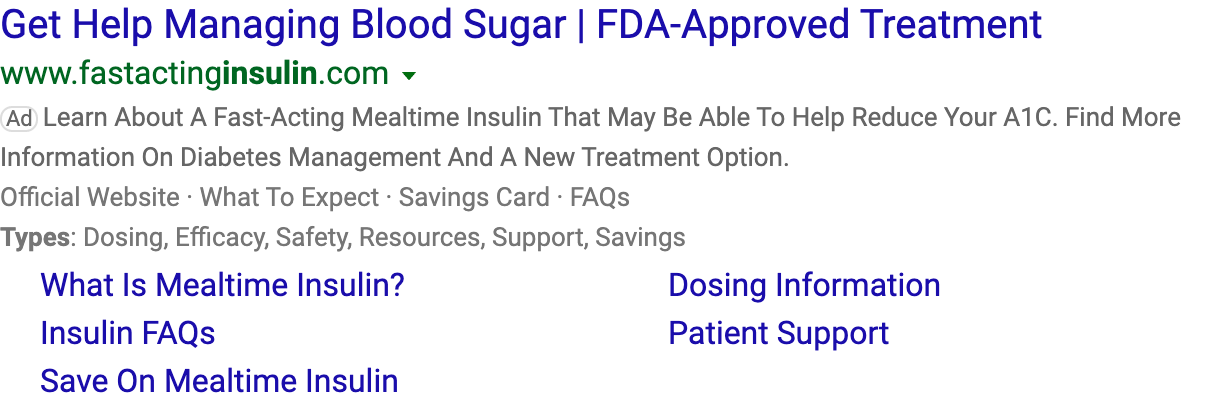 Get Help Managing Blood Sugar | FDA-Approved Treatment
www.fastactinginsulin.com
Ad Learn About A Fast-Acting Mealtime Insulin That May Be Able To Help Reduce Your A1C. Find More
Information On Diabetes Management And A New Treatment Option.
Official Website · What To Expect · Savings Card · FAQs
Types: Dosing, Efficacy, Safety, Resources, Support, Savings
What Is Mealtime Insulin? Dosing Information
Insulin FAQs Patient Support
Save On Mealtime Insulin